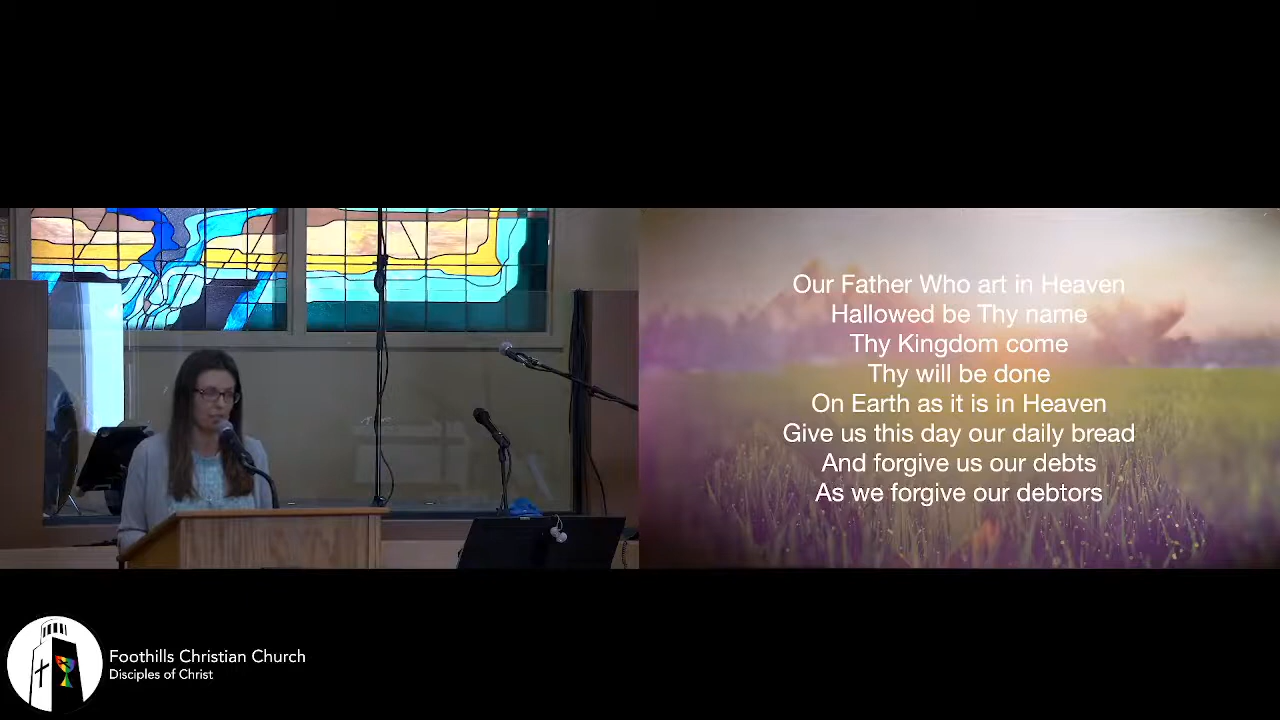 Our Father Who art in Heaven
Hallowed be Thy name
Thy Kingdom come
Thy will be done
On Earth as it is in Heaven
Give us this day our daily bread
And forgive us our debts
As we forgive our debtors
Foothills Christian Church
Disciples of Christ